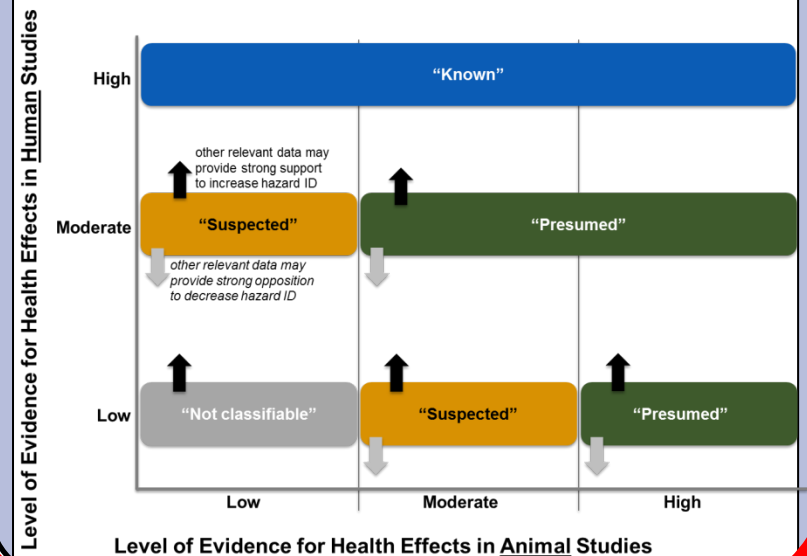 Level of Evidence for Health Effects in Human Studies
High
“Known”
other relevant data may
provide strong support
to increase hazard ID
Moderate
“Suspected”
“Presumed”
other relevant data may
provide strong opposition
to decrease hazard ID
Low
“Not classifiable”
“Suspected”
“Presumed”
Low
Moderate
High
Level of Evidence for Health Effects in Animal Studies